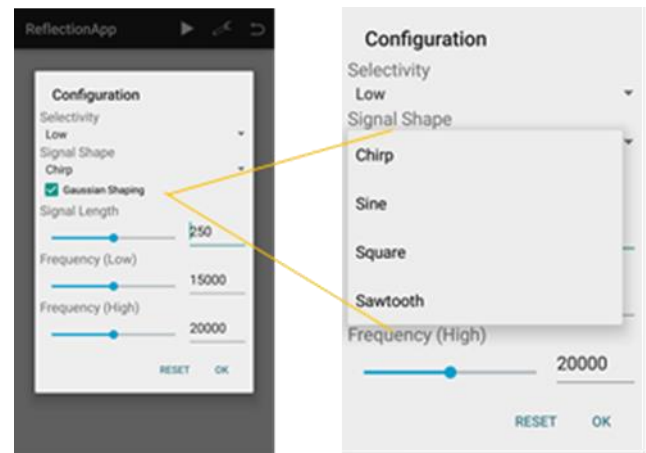 ReflectionApp
Configuration
Selectivity
Low
Signal Shape
Chirp
Gaussian Shaping
Signal Length
250
Frequency (Low)
15000
Frequency (High)
20000
RESET OK
Configuration
Selectivity
Low
Signal Shape
Chirp
Sine
Square
Sawtooth
Frequency (High)
20000
RESET OK